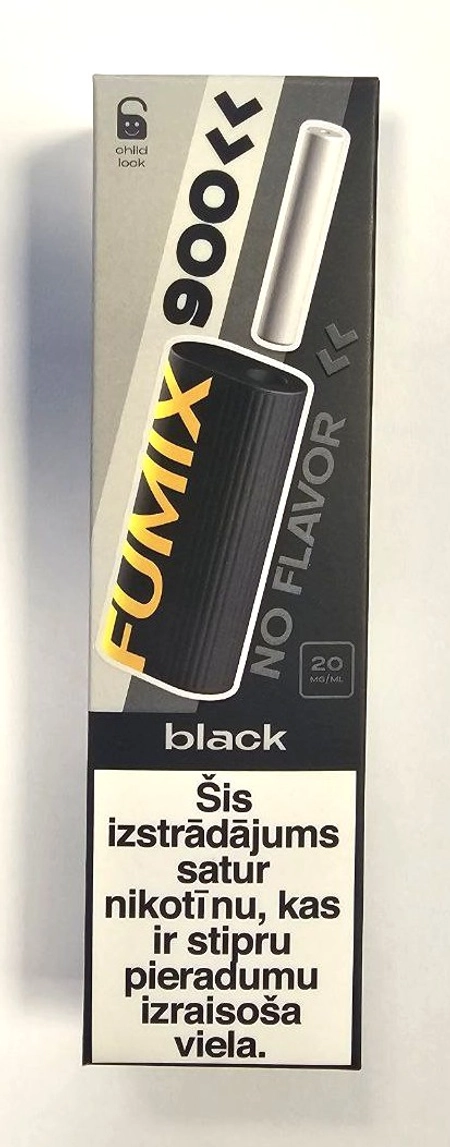 child
lock
900
FUMIX
NO FLAVOR
20
MG/ML
black
Šis
izstrādājums
satur
nikotīnu, kas
ir stipru
pieradumu
izraisoša
viela.